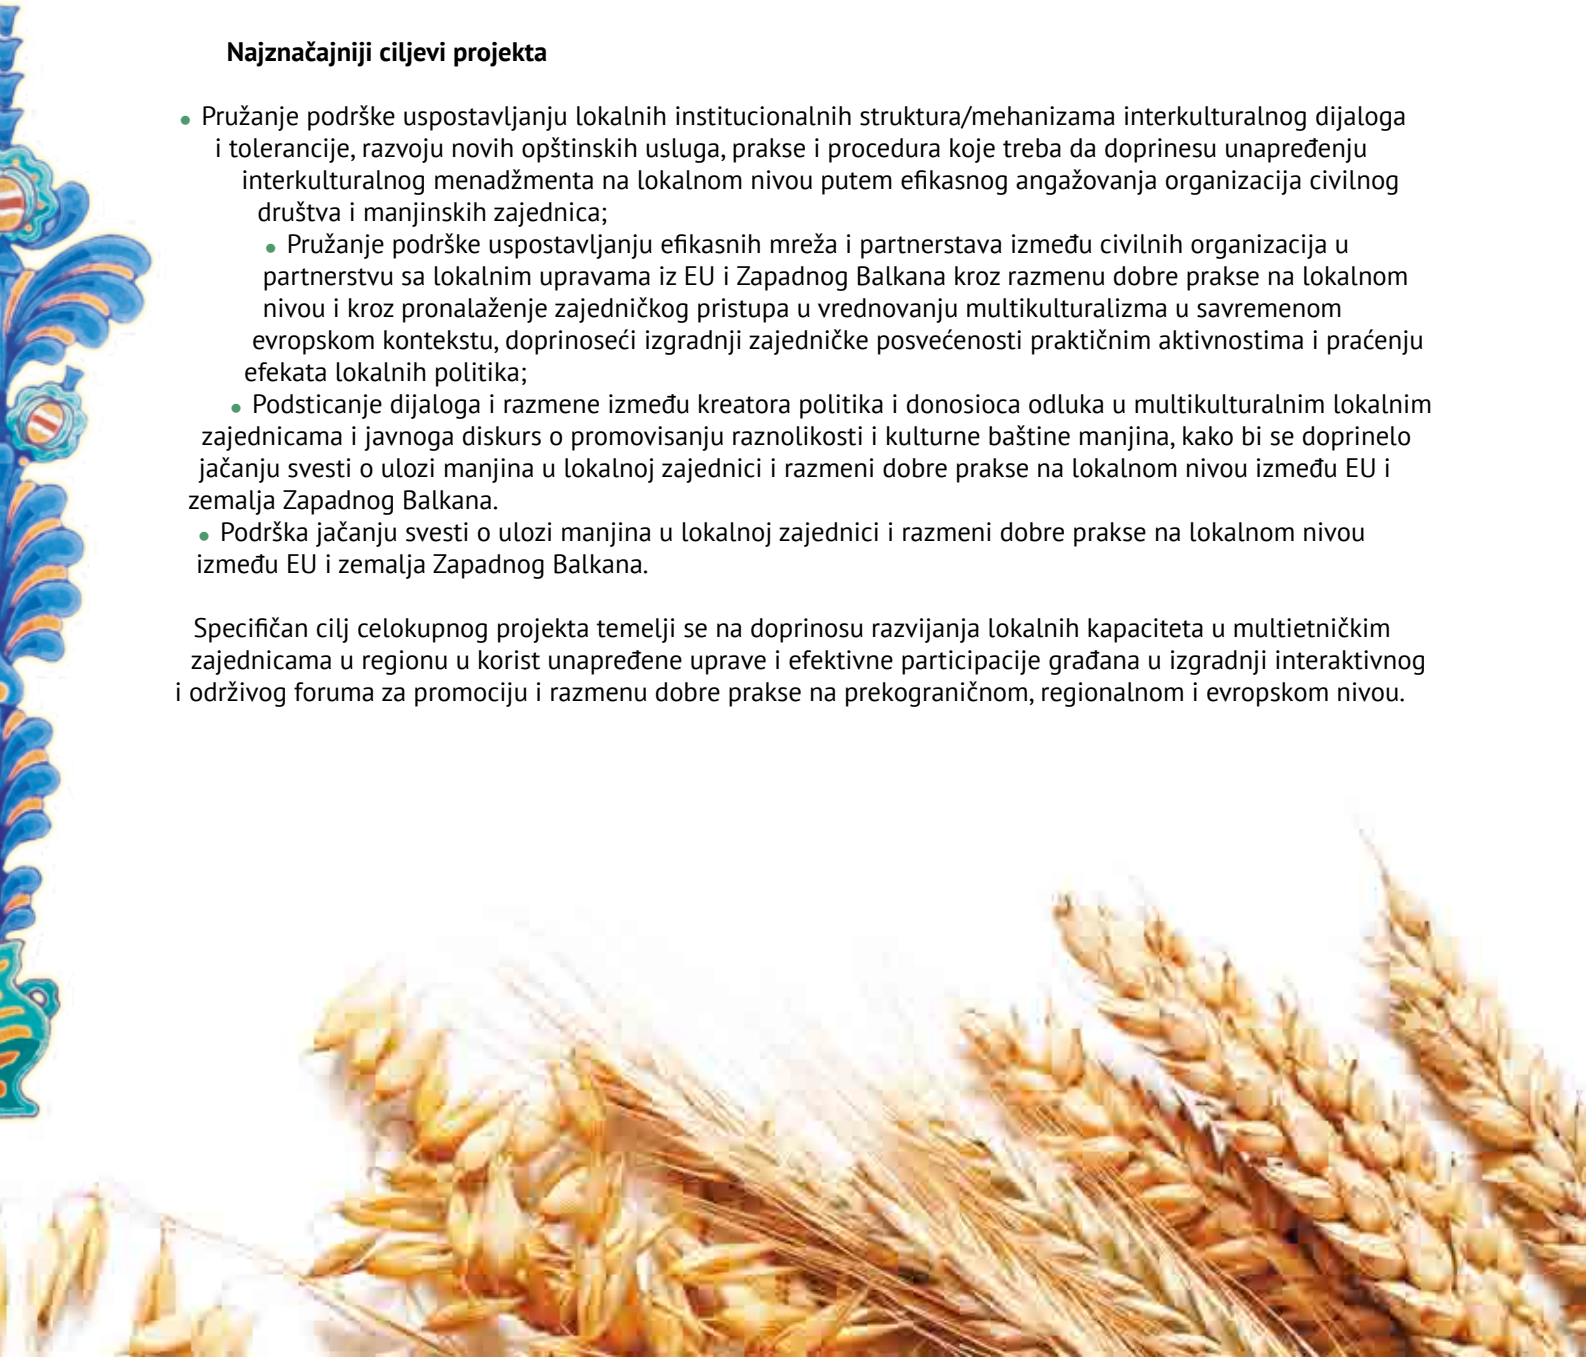 Najznačajniji ciljevi projekta
• Pružanje podrške uspostavljanju lokalnih institucionalnih struktura/mehanizama interkulturalnog dijaloga
i tolerancije, razvoju novih opštinskih usluga, prakse i procedura koje treba da doprinesu unapređenju
interkulturalnog menadžmenta na lokalnom nivou putem efikasnog angažovanja organizacija civilnog
društva i manjinskih zajednica;
• Pružanje podrške uspostavljanju efikasnih mreža i partnerstava između civilnih organizacija u
partnerstvu sa lokalnim upravama iz EU i Zapadnog Balkana kroz razmenu dobre prakse na lokalnom
nivou i kroz pronalaženje zajedničkog pristupa u vrednovanju multikulturalizma u savremenom
evropskom kontekstu, doprinoseći izgradnji zajedničke posvećenosti praktičnim aktivnostima i praćenju
efekata lokalnih politika;
• Podsticanje dijaloga i razmene između kreatora politika i donosioca odluka u multikulturalnim lokalnim
zajednicama i javnoga diskurs o promovisanju raznolikosti i kulturne baštine manjina, kako bi se doprinelo
jačanju svesti o ulozi manjina u lokalnoj zajednici i razmeni dobre prakse na lokalnom nivou između EU i
zemalja Zapadnog Balkana.
• Podrška jačanju svesti o ulozi manjina u lokalnoj zajednici i razmeni dobre prakse na lokalnom nivou
između EU i zemalja Zapadnog Balkana.
Specifičan cilj celokupnog projekta temelji se na doprinosu razvijanja lokalnih kapaciteta u multietničkim
zajednicama u regionu u korist unapređene uprave i efektivne participacije građana u izgradnji interaktivnog
i održivog foruma za promociju i razmenu dobre prakse na prekograničnom, regionalnom i evropskom nivou.